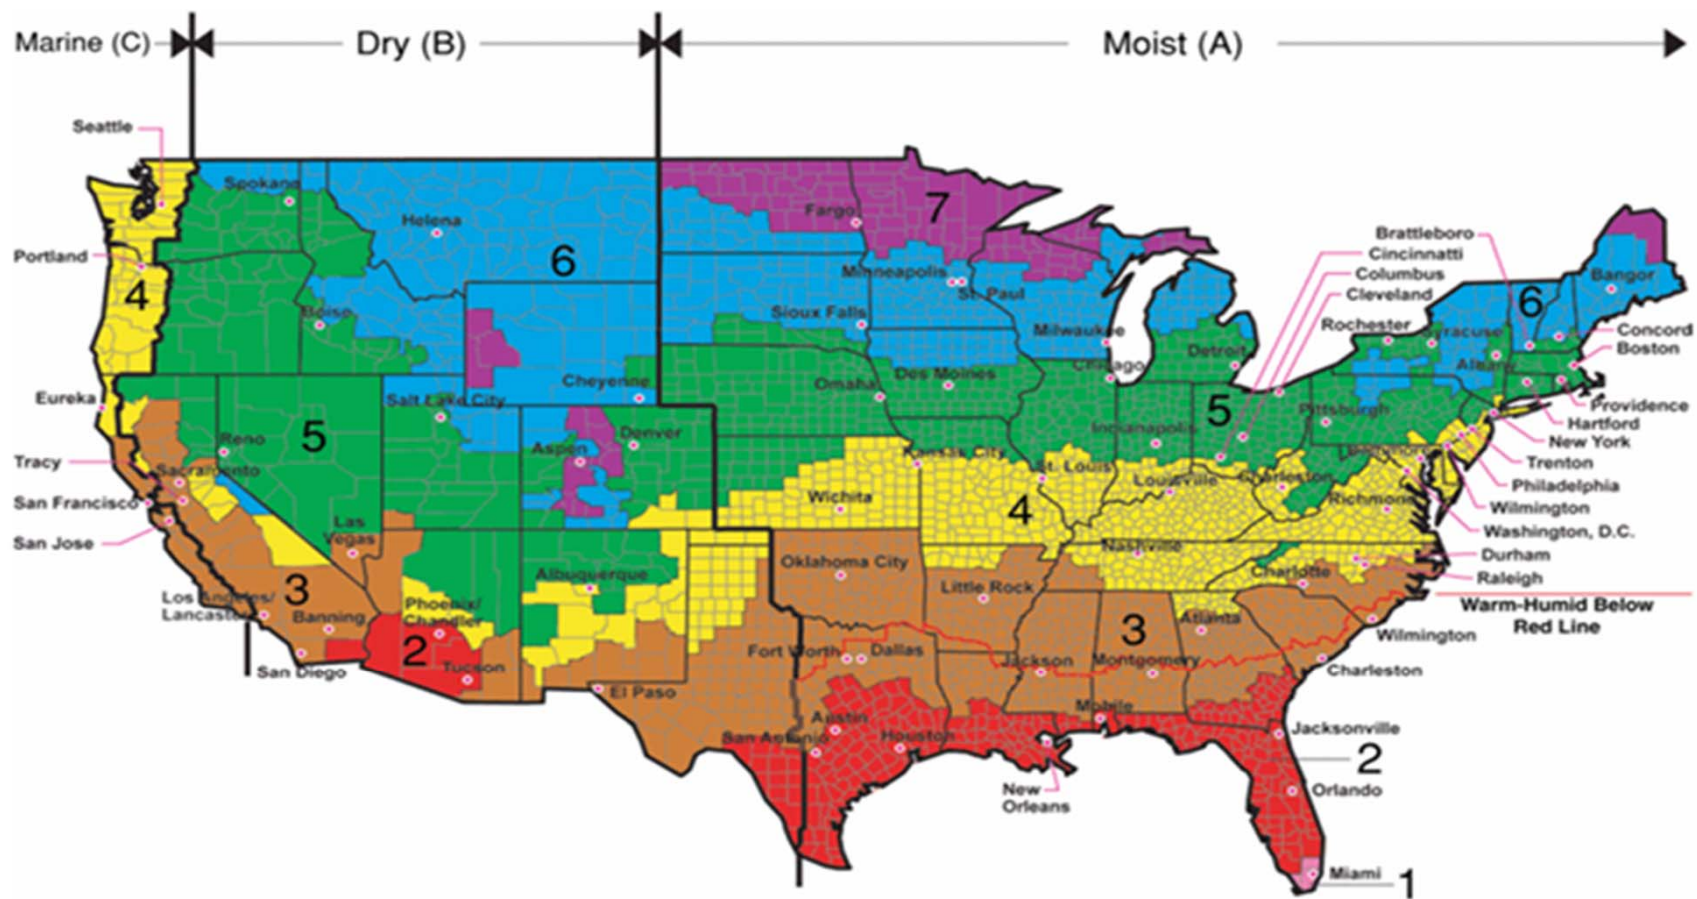 Marine (C)
Dry (B)
Moist (A)
Seattle
Spokane
Helena
6
Fargo
7
Portland
4
Boise
Minneapolis
St. Paul
Sioux Falls
Milwaukee
Brattleboro
Cincinnatti
Columbus
Cleveland
Rochester
Syracuse
6
Bangor
Concord
Boston
Albany
Detroit
Chicago
Eureka
Cheyenne
Salt Lake City
Omaha
Des Moines
Providence
Hartford
New York
Pittsburgh
5
Indianapolis
5
Reno
Aspen
Denver
Tracy
Sacramento
Kansas City
St. Louis
Louisville
Charleston
Trenton
Philadelphia
Wilmington
Washington, D.C.
Richmond
San Francisco
San Jose
Las
Vegas
Wichita
4
Nashville
Durham
Raleigh
Charlotte
Albuquerque
Oklahoma City
Little Rock
3
Los Angeles/
Lancaster
Banning
Phoenix/
Chandler
2
Tucson
San Diego
El Paso
Fort Worth
Dallas
Jackson
Montgomery
3
Atlanta
Warm-Humid Below
Red Line
Wilmington
Charleston
Austin
San Antonio
Houston
Mobile
New
Orleans
Jacksonville
2
Orlando
Miami
1